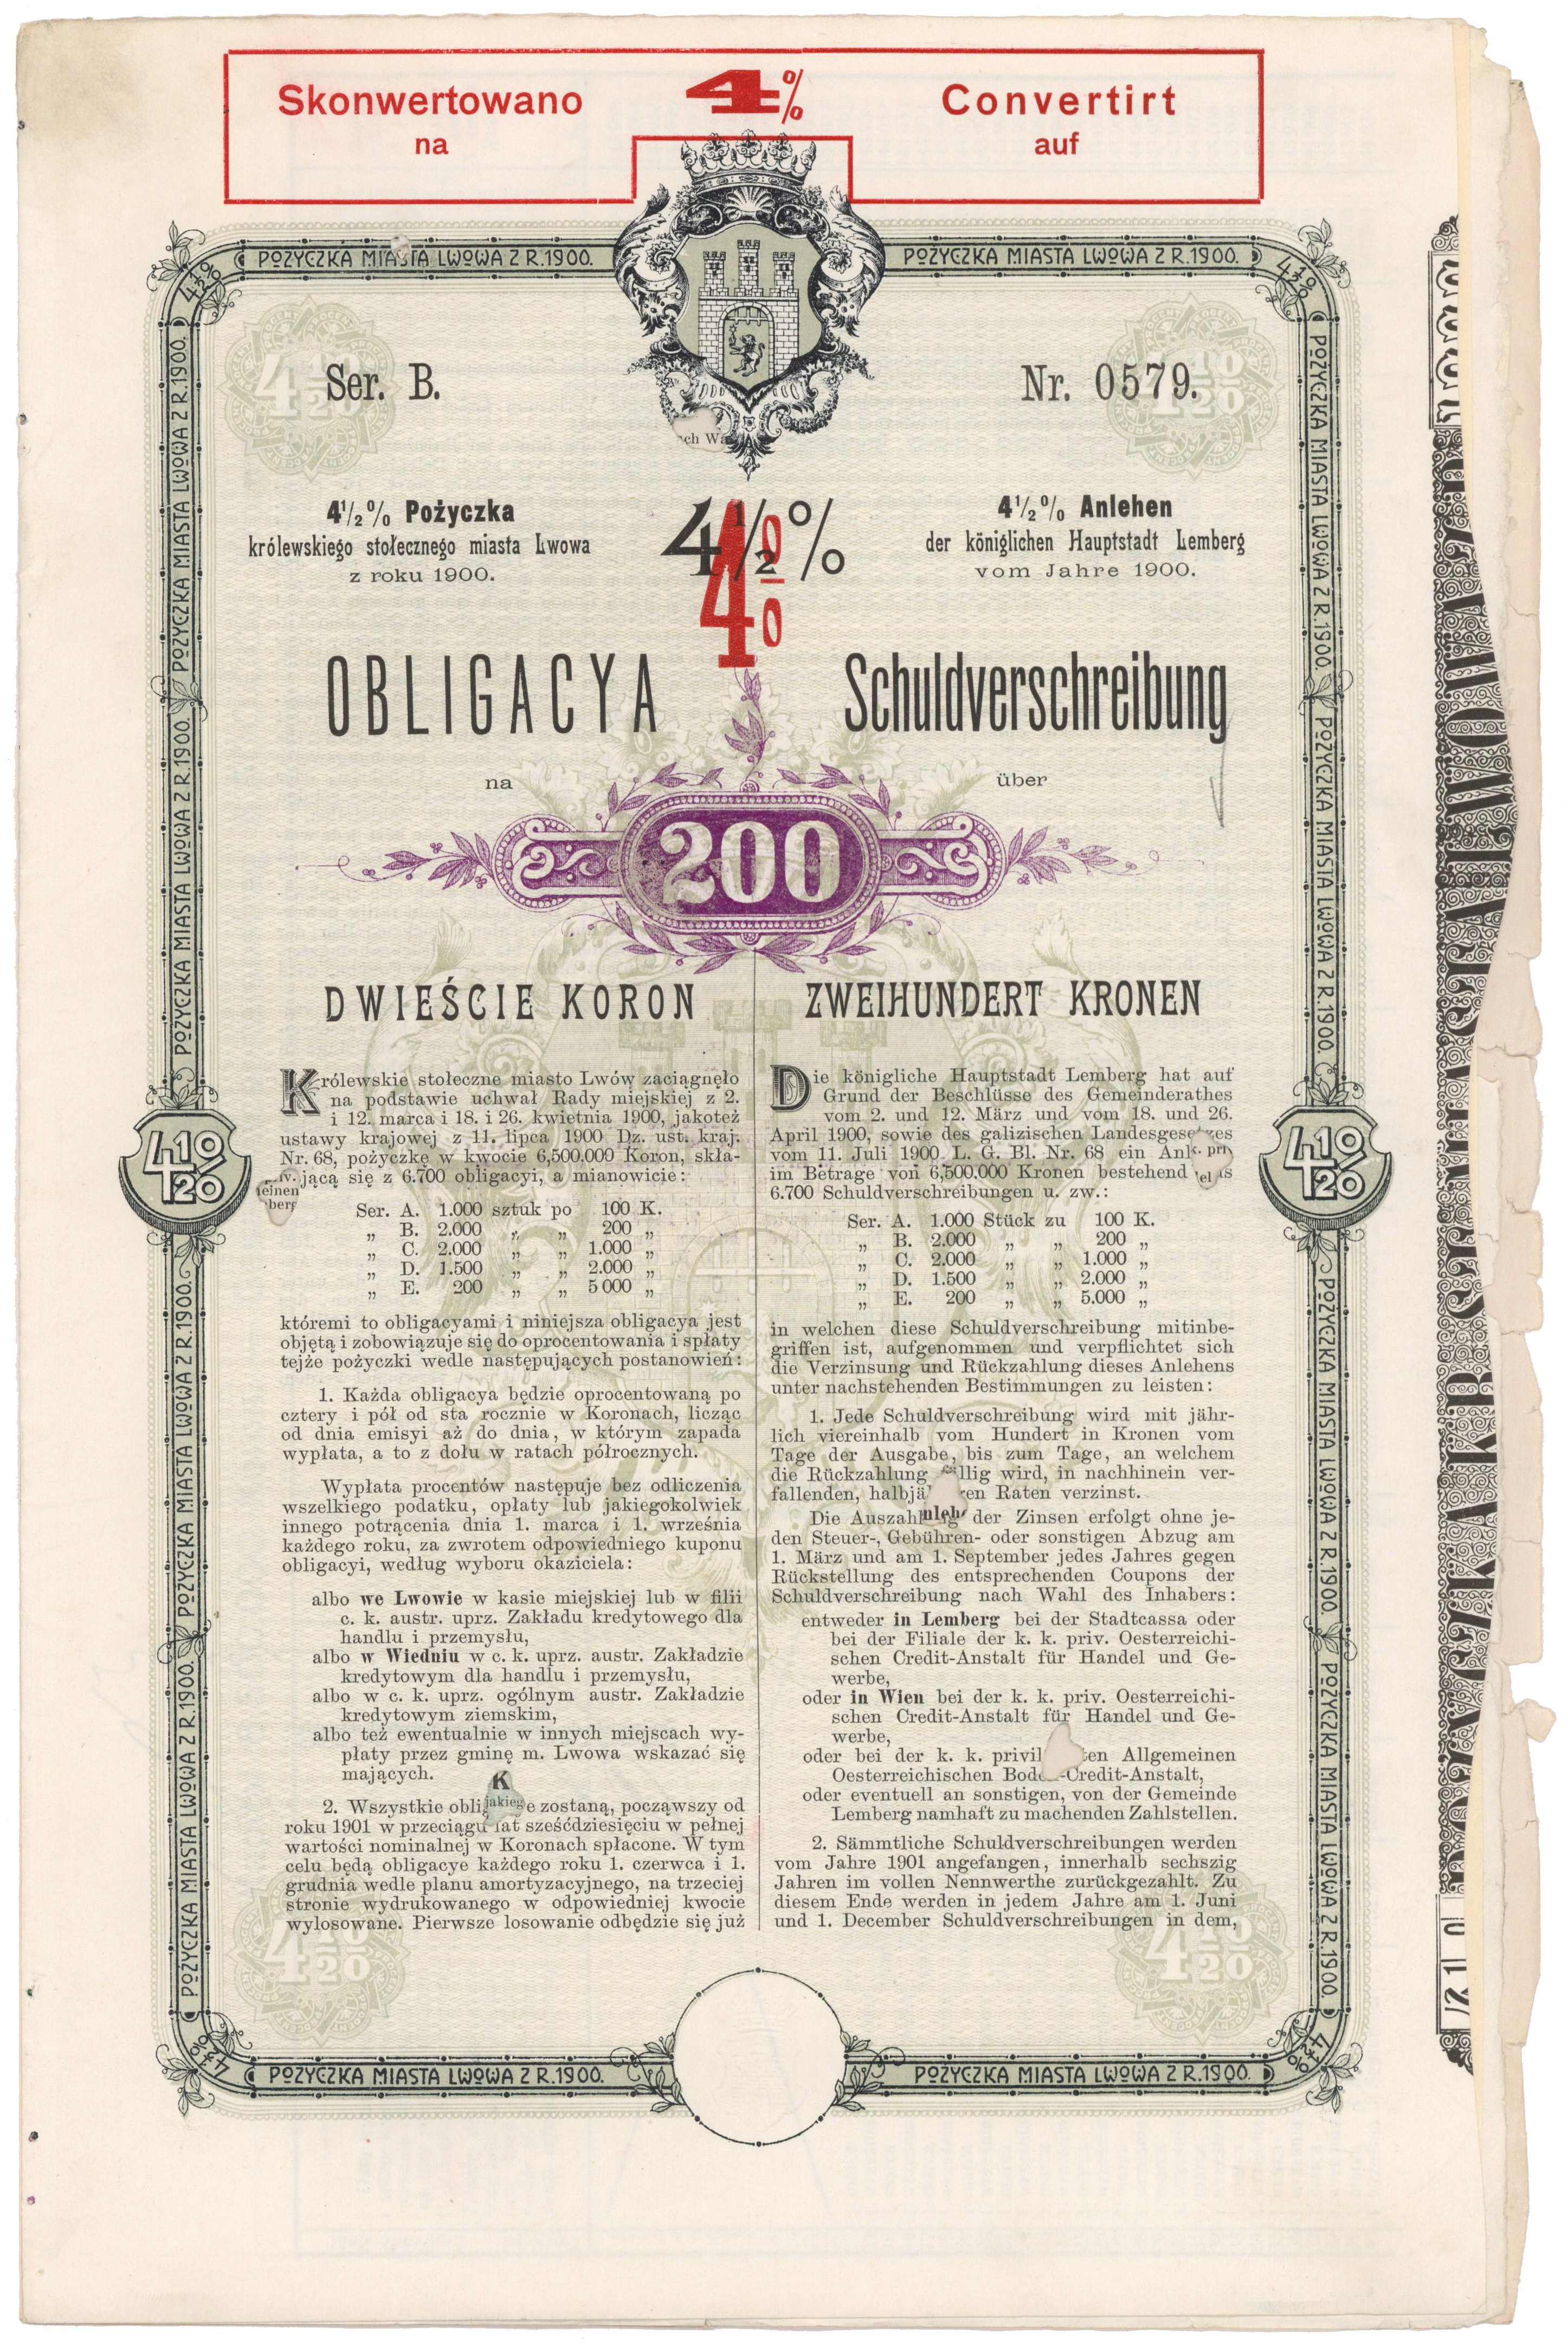 Skonwertowano
na
4%
Convertirt
auf
POŻYCZKA MIASTA LWOWA Z R.1900.
POŻYCZKA MIASTA LWOWA Z R.1900.
Ser. B.
Nr. 0579.
4½% Pożyczka
królewskiego stołecznego miasta Lwowa
z roku 1900.
4½%
4%
4½% Anlehen
der königlichen Hauptstadt Lemberg
vom Jahre 1900.
OBLIGACYA
na
Schuldverschreibung
über
200
DWIEŚCIE KORON
Królewskie stołeczne miasto Lwów zaciągnęło
na podstawie uchwał Rady miejskiej z 2.
i 12. marca i 18. i 26. kwietnia 1900, jakoteż
ustawy krajowej z 11. lipca 1900 Dz. ust. kraj.
Nr. 68, pożyczkę w kwocie 6,500.000 Koron, skła-
jącą się z 6.700 obligacyi, a mianowicie:
Ser. A. 1.000 sztuk po 100 K.
„ B. 2.000 „ „ 200 „
„ C. 2.000 „ „ 1.000 „
„ D. 1.500 „ „ 2.000 „
„ E. 200 „ „ 5 000 „
któremi to obligacyami i niniejsza obligacya jest
objętą i zobowiązuje się do oprocentowania i spłaty
tejże pożyczki wedle następujących postanowień:
1. Każda obligacya będzie oprocentowaną po
cztery i pół od sta rocznie w Koronach, licząc
od dnia emisyi aż do dnia, w którym zapada
wypłata, a to z dołu w ratach półrocznych.
Wypłata procentów następuje bez odliczenia
wszelkiego podatku, opłaty lub jakiegokolwiek
innego potrącenia dnia 1. marca i 1. września
każdego roku, za zwrotem odpowiedniego kuponu
obligacyi, według wyboru okaziciela:
albo we Lwowie w kasie miejskiej lub w filii
c. k. austr. uprz. Zakładu kredytowego dla
handlu i przemysłu,
albo w Wiedniu w c. k. uprz. austr. Zakładzie
kredytowym dla handlu i przemysłu,
albo w c. k. uprz. ogólnym austr. Zakładzie
kredytowym ziemskim,
albo też ewentualnie w innych miejscach wy-
płaty przez gminę m. Lwowa wskazać się
mających.
2. Wszystkie zostaną, począwszy od
roku 1901 w przeciągu lat sześćdziesięciu w pełnej
wartości nominalnej w Koronach spłacone. W tym
celu będą obligacye każdego roku 1. czerwca i 1.
grudnia wedle planu amortyzacyjnego, na trzeciej
stronie wydrukowanego w odpowiedniej kwocie
wylosowane. Pierwsze losowanie odbędzie się już
ZWEIHUNDERT KRONEN
Die königliche Hauptstadt Lemberg hat auf
Grund der Beschlüsse des Gemeinderathes
vom 2. und 12. März und vom 18. und 26.
April 1900, sowie des galizischen Landesgesetzes
vom 11. Juli 1900 L. G. Bl. Nr. 68 ein
im Betrage von 6,500.000 Kronen bestehend
6.700 Schuldverschreibungen u. zw.:
Ser. A. 1.000 Stück zu 100 K.
„ B. 2.000 „ „ 200 „
„ C. 2.000 „ „ 1.000 „
„ D. 1.500 „ „ 2.000 „
„ E. 200 „ „ 5.000 „
in welchen diese Schuldverschreibung mitinbe-
griffen ist, aufgenommen und verpflichtet sich
die Verzinsung und Rückzahlung dieses Anlehens
unter nachstehenden Bestimmungen zu leisten:
1. Jede Schuldverschreibung wird mit jähr-
lich viereinhalb vom Hundert in Kronen vom
Tage der Ausgabe, bis zum Tage, an welchem
die Rückzahlung fällig wird, in nachhinein ver-
fallenden, Raten verzinst.
Die der Zinsen erfolgt ohne je-
den Steuer-, Gebühren- oder sonstigen Abzug am
1. März und am 1. September jedes Jahres gegen
Rückstellung des entsprechenden Coupons der
Schuldverschreibung nach Wahl des Inhabers:
entweder in Lemberg bei der Stadtcassa oder
bei der Filiale der k. k. priv. Oesterreichi-
schen Credit-Anstalt für Handel und Ge-
werbe,
oder in Wien bei der k. k. priv. Oesterreichi-
schen Credit-Anstalt für Handel und Ge-
werbe,
oder bei der k. k. Allgemeinen
Oesterreichischen Boden-Credit-Anstalt,
oder eventuell an sonstigen, von der Gemeinde
Lemberg namhaft zu machenden Zahlstellen.
2. Sämmtliche Schuldverschreibungen werden
vom Jahre 1901 angefangen, innerhalb sechszig
Jahren im vollen Nennwerthe zurückgezahlt. Zu
diesem Ende werden in jedem Jahre am 1. Juni
und 1. December Schuldverschreibungen in dem,
POŻYCZKA MIASTA LWOWA Z R.1900.
POŻYCZKA MIASTA LWOWA Z R.1900.